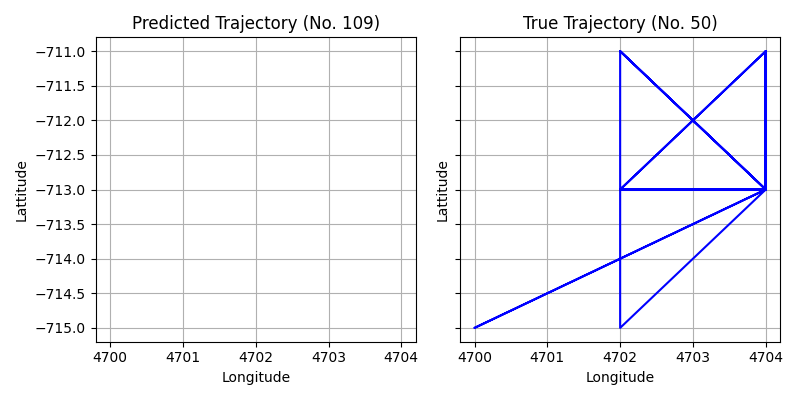 Predicted Trajectory (No. 109)
Lattitude
−711.0
−711.5
−712.0
−712.5
−713.0
−713.5
−714.0
−714.5
−715.0
4700 4701 4702 4703 4704
Longitude
True Trajectory (No. 50)
Lattitude
4700 4701 4702 4703 4704
Longitude